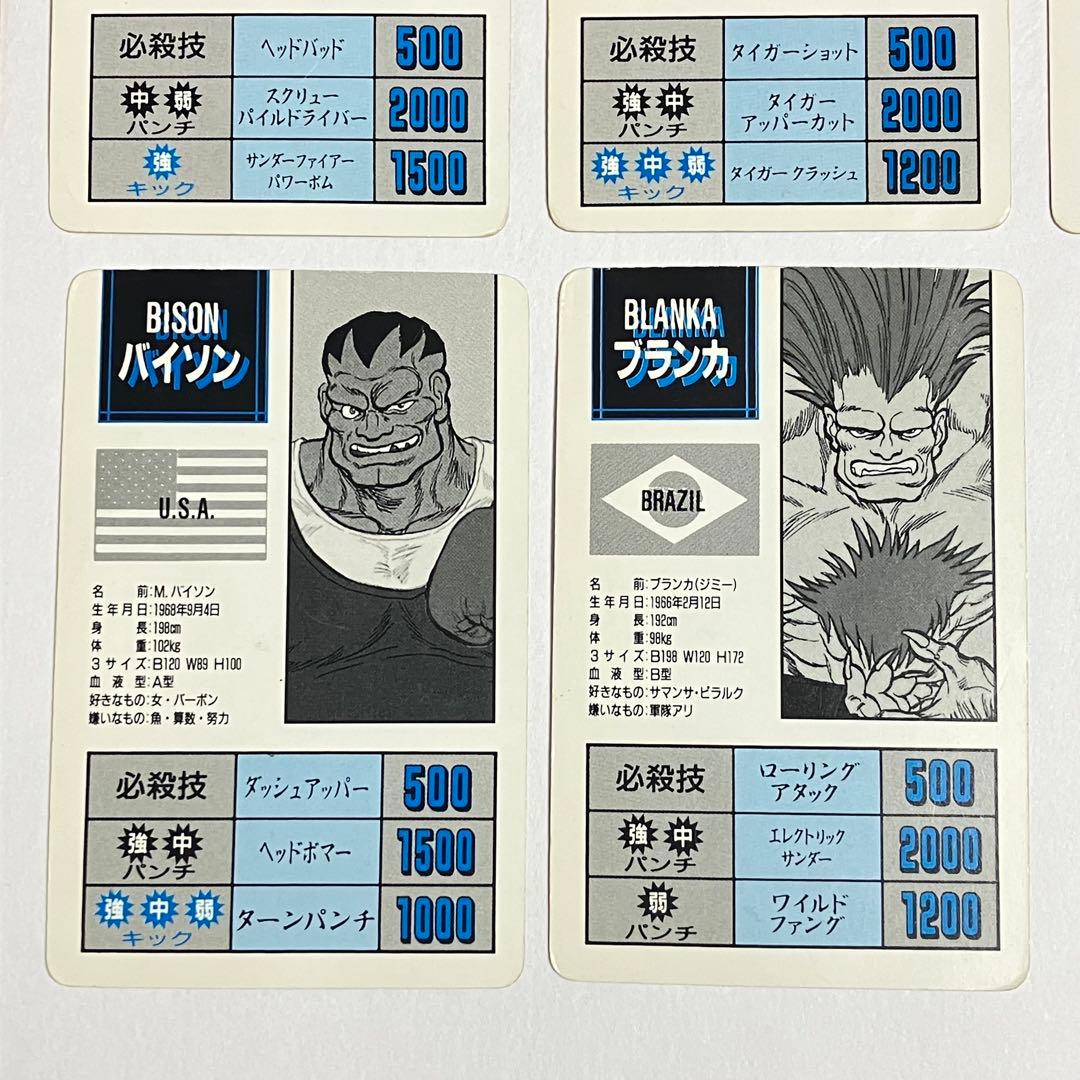 必殺技 ヘッドバッド 500
中 弱 パンチ スクリュー パイルドライバー 2000
強 キック サンダーファイアー パワーボム 1500
必殺技 タイガーショット 500
強 中 パンチ タイガー アッパーカット 2000
強 中 弱 キック タイガークラッシュ 1200
BISON
バイソン
U.S.A.
名前:M.バイソン
生年月日:1968年9月4日
身長:198cm
体重:102kg
3サイズ:B120 W89 H100
血液型:A型
好きなもの:女・バーボン
嫌いなもの:魚・算数・努力
必殺技 ダッシュアッパー 500
強 中 パンチ ヘッドボマー 1500
強 中 弱 キック ターンパンチ 1000
BLANKA
ブランカ
BRAZIL
名前:ブランカ(ジミー)
生年月日:1966年2月12日
身長:192cm
体重:98kg
3サイズ:B198 W120 H172
血液型:B型
好きなもの:サマンサ・ピラルク
嫌いなもの:軍隊アリ
必殺技 ローリング アタック 500
強 中 パンチ エレクトリック サンダー 2000
弱 パンチ ワイルド ファング 1200